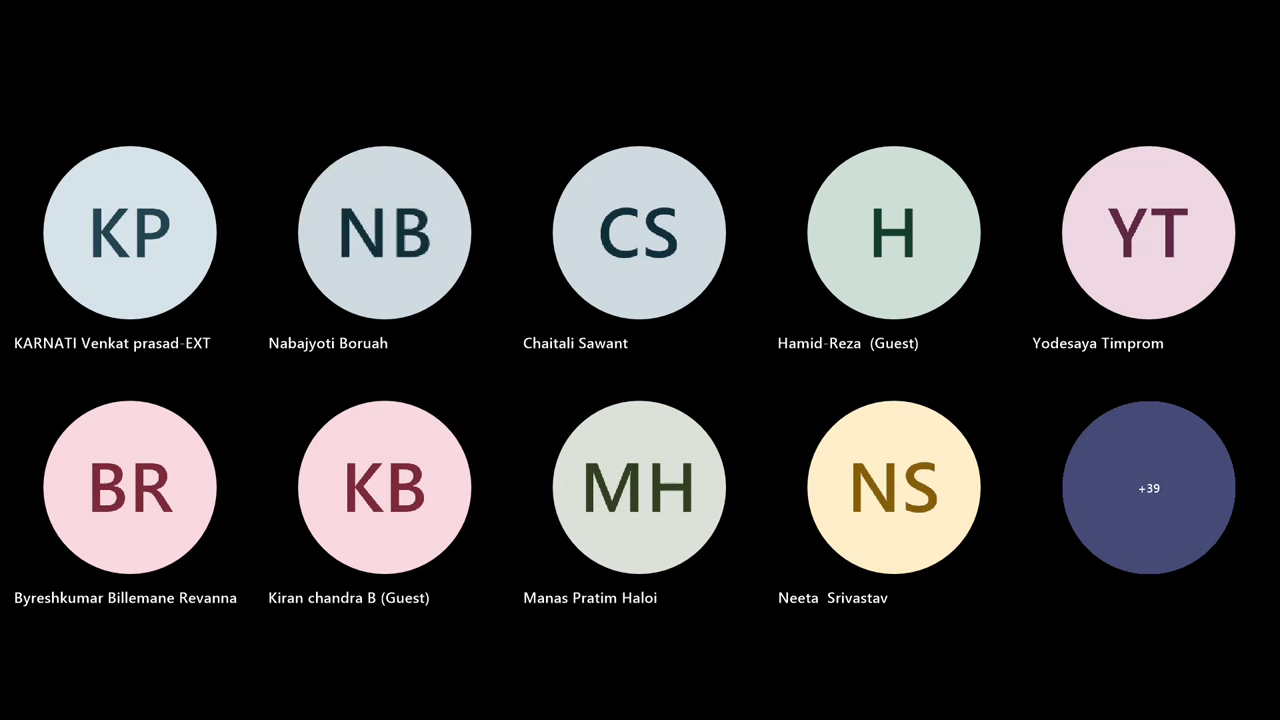 KP NB CS H YT
KARNATI Venkat prasad-EXT Nabajyoti Boruah Chaitali Sawant Hamid-Reza (Guest) Yodesaya Timprom
BR KB MH NS +39
Byreshkumar Billemane Revanna Kiran chandra B (Guest) Manas Pratim Haloi Neeta Srivastav